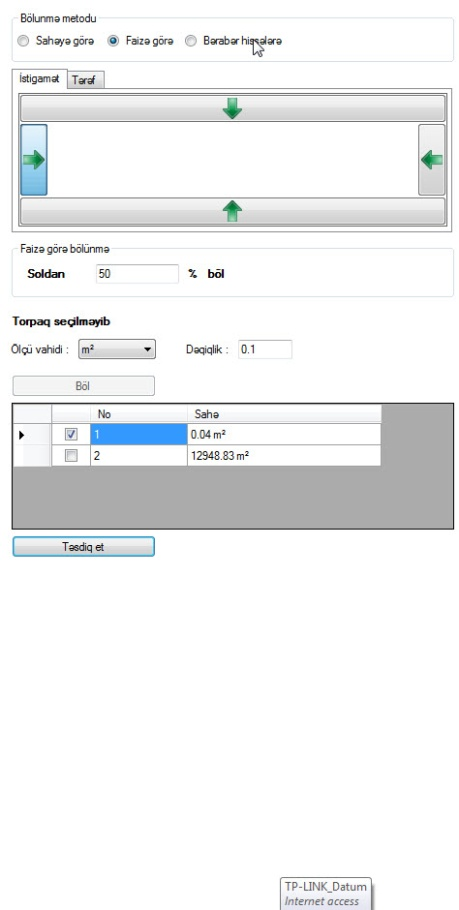 Bölünmə metodu
Sahəyə görə Faizə görə Bərabər hissələrə
İstiqamət Tərəf
Faizə görə bölünmə
Soldan 50 % böl
Torpaq seçilməyib
Ölçü vahidi : m² Dəqiqlik : 0.1
Böl
No Sahə
1 0.04 m²
2 12948.83 m²
Təsdiq et
TP-LINK_Datum
Internet access